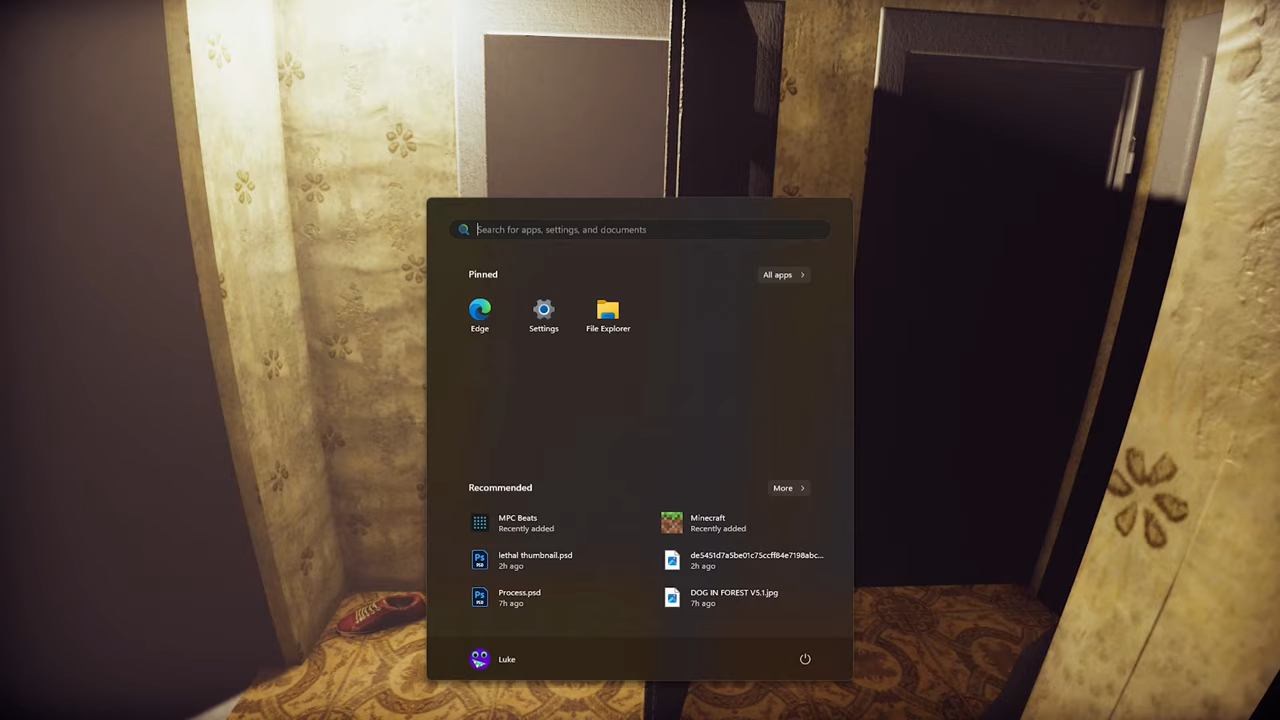 Search for apps, settings, and documents
Pinned
All apps
Edge
Settings
File Explorer
Recommended
More
MPC Beats
Recently added
Minecraft
Recently added
lethal thumbnail.psd
2h ago
de5451d7a5be01c75ccff84e7198abc...
2h ago
Process.psd
7h ago
DOG IN FOREST V5.1.jpg
7h ago
Luke